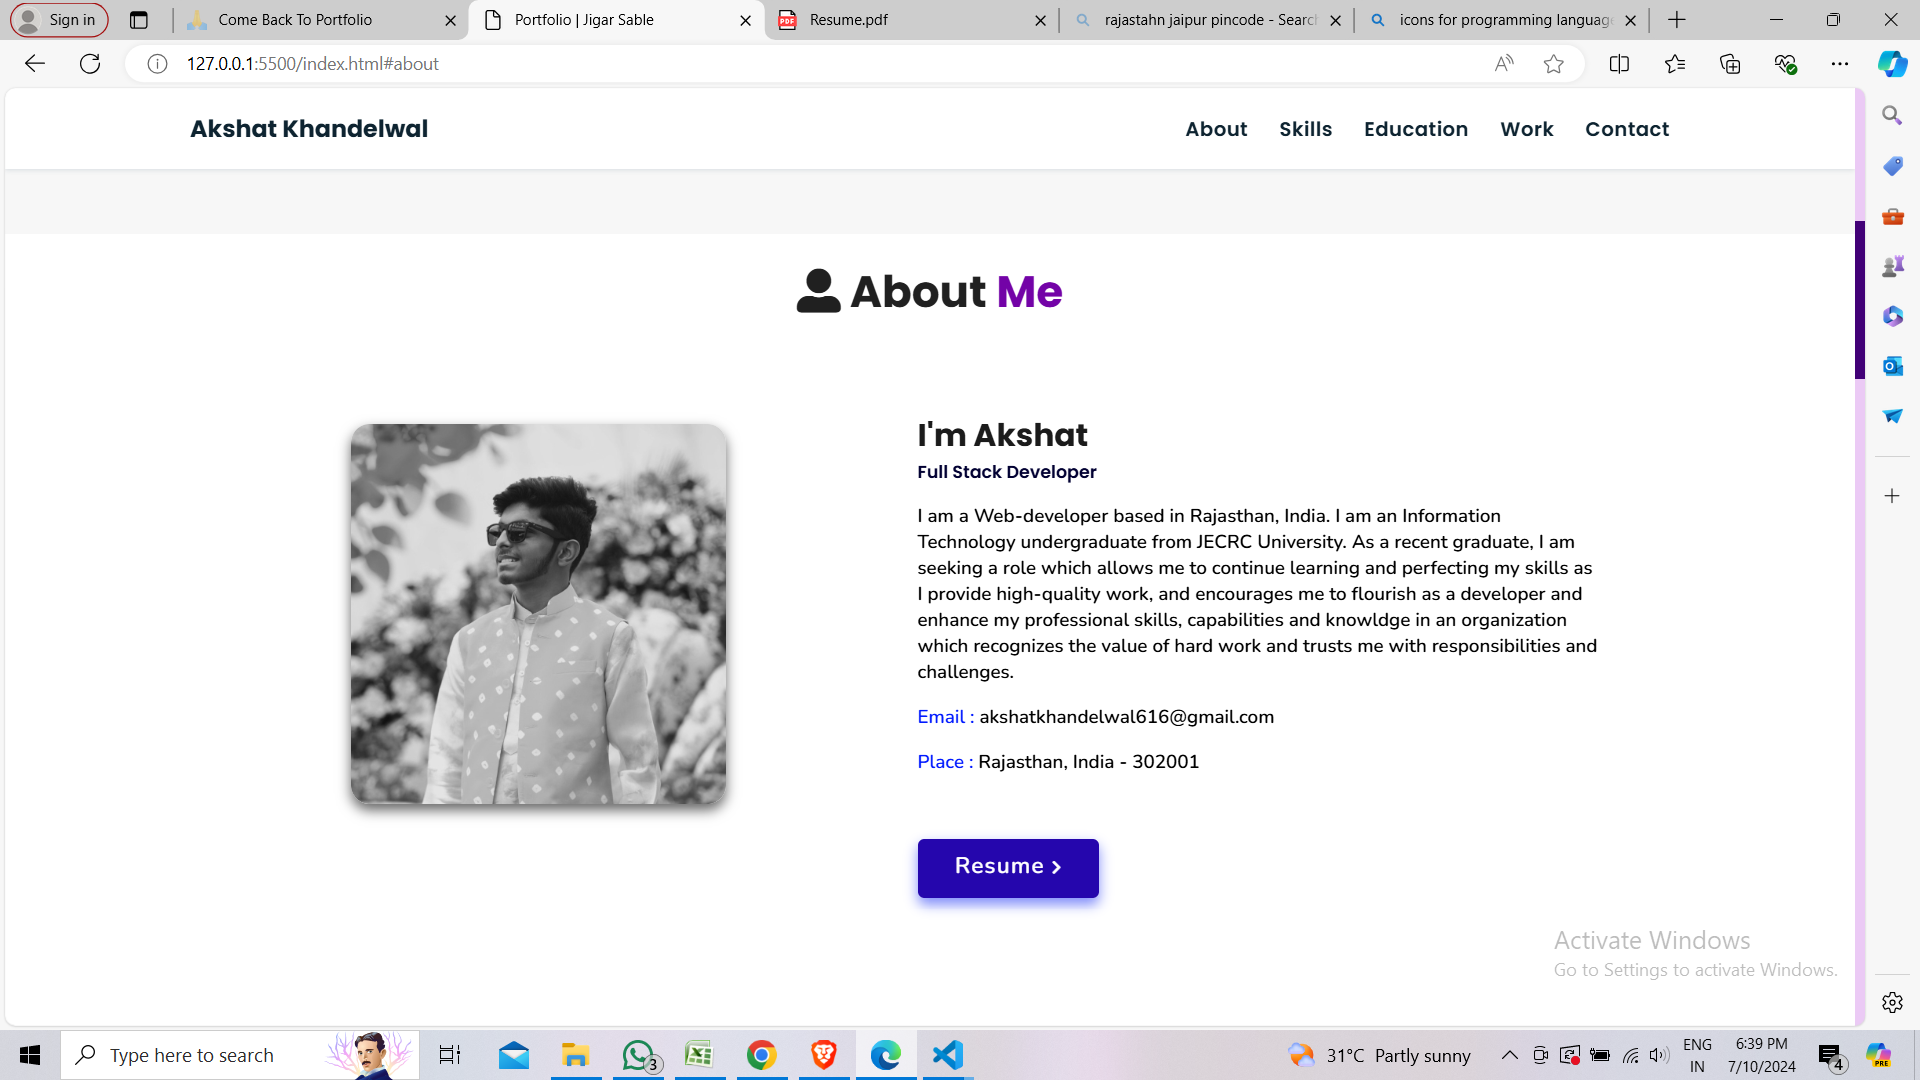 Sign in
Come Back To Portfolio
Portfolio | Jigar Sable
Resume.pdf
rajastahn jaipur pincode - Search
icons for programming language
127.0.0.1:5500/index.html#about
Akshat Khandelwal
About Skills Education Work Contact
About Me
I'm Akshat
Full Stack Developer
I am a Web-developer based in Rajasthan, India. I am an Information
Technology undergraduate from JECRC University. As a recent graduate, I am
seeking a role which allows me to continue learning and perfecting my skills as
I provide high-quality work, and encourages me to flourish as a developer and
enhance my professional skills, capabilities and knowldge in an organization
which recognizes the value of hard work and trusts me with responsibilities and
challenges.
Email : akshatkhandelwal616@gmail.com
Place : Rajasthan, India - 302001
Resume
Activate Windows
Go to Settings to activate Windows.
Type here to search
3
31°C Partly sunny
ENG
IN
6:39 PM
7/10/2024
4
PRE